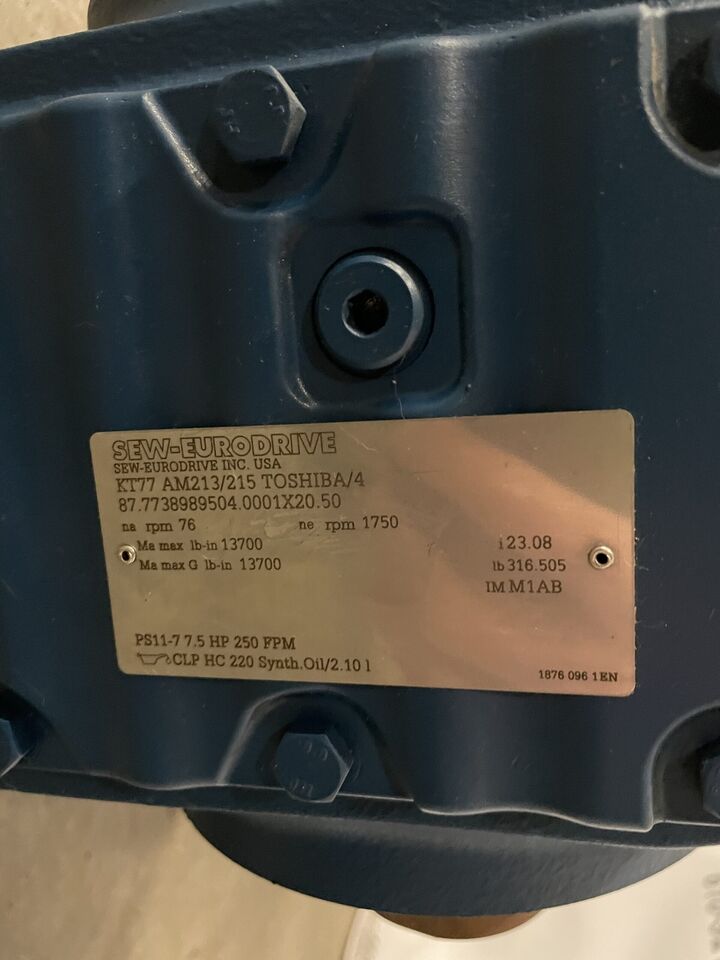 SEW-EURODRIVE
SEW-EURODRIVE INC. USA
KT77 AM213/215 TOSHIBA/4
87.7738989504.0001X20.50
na rpm 76 ne rpm 1750
Ma max lb-in 13700 i 23.08
Ma max G lb-in 13700 lb 316.505
IM M1AB
PS11-7 7.5 HP 250 FPM
CLP HC 220 Synth.Oil/2.10 l
1876 096 1 EN